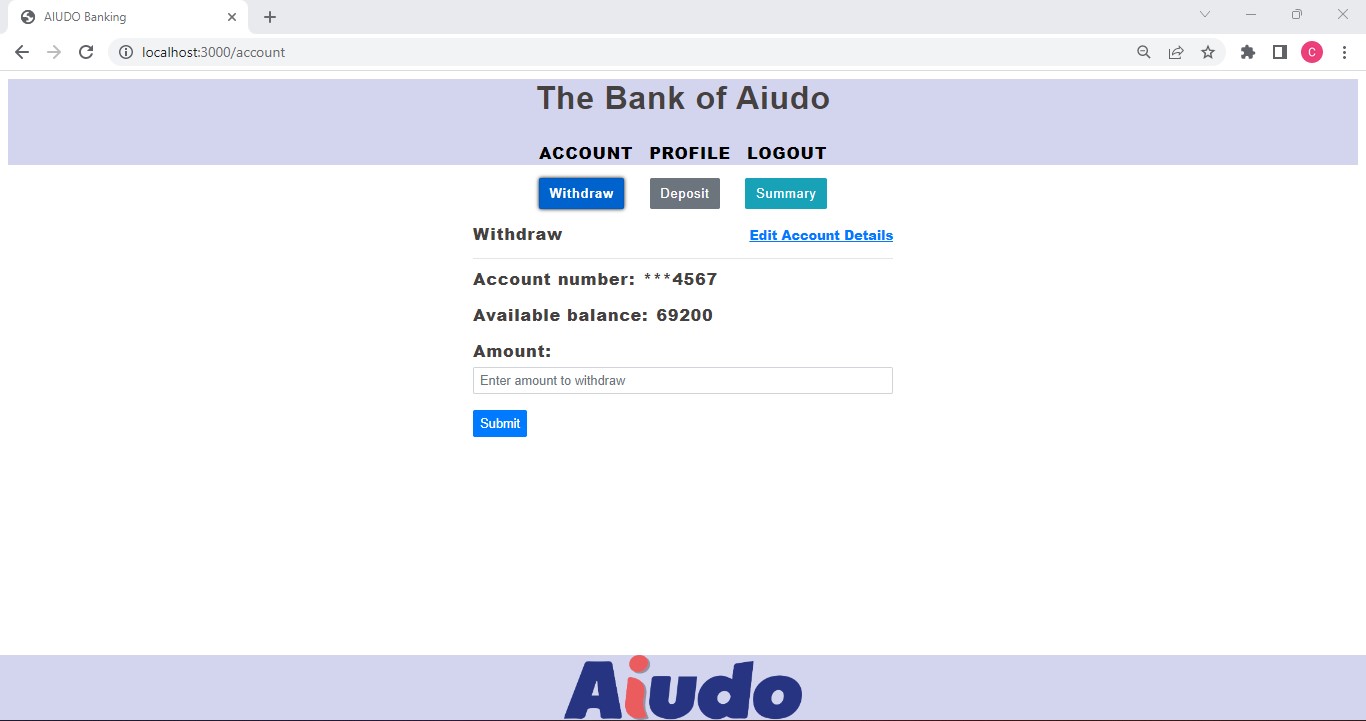 AIUDO Banking
localhost:3000/account
C
The Bank of Aiudo
ACCOUNT PROFILE LOGOUT
Withdraw Deposit Summary
Withdraw Edit Account Details
Account number: ***4567
Available balance: 69200
Amount:
Enter amount to withdraw
Submit
Aiudo